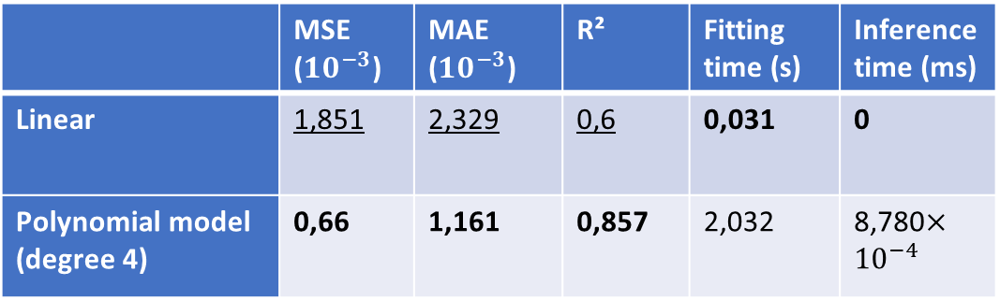 MSE (10⁻³) MAE (10⁻³) R² Fitting time (s) Inference time (ms)
Linear 1,851 2,329 0,6 0,031 0
Polynomial model (degree 4) 0,66 1,161 0,857 2,032 8,780× 10⁻⁴